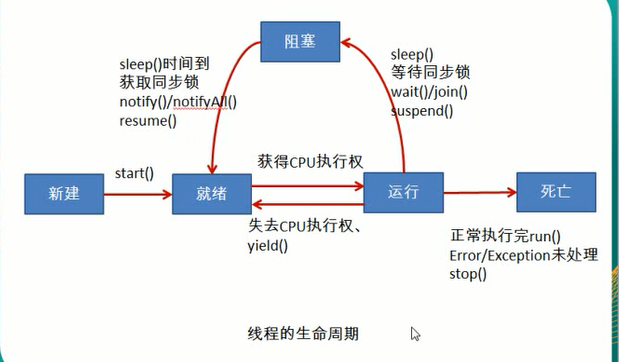 阻塞
sleep()时间到
获取同步锁
notify()/notifyAll()
resume()
sleep()
等待同步锁
wait()/join()
suspend()
新建
start()
就绪
获得CPU执行权
失去CPU执行权、
yield()
运行
死亡
正常执行完run()
Error/Exception未处理
stop()
线程的生命周期